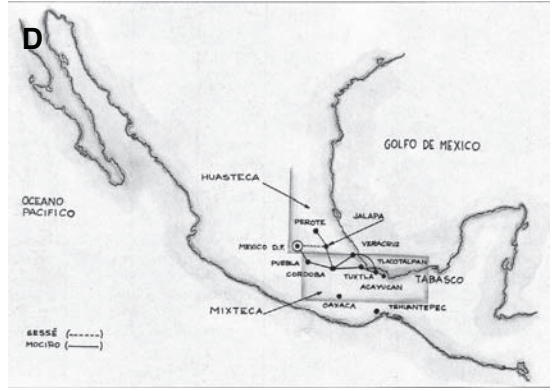 D
GOLFO DE MEXICO
HUASTECA
OCEANO
PACIFICO
JALAPA
PEROTE
MEXICO D.F.
VERACRUZ
TLACOTALPAN
PUEBLA
CORDOBA
TUXTLA
TABASCO
ACAYUCAN
OAXACA
MIXTECA
TEHUANTEPEC
SESSÉ (------)
MOCIÑO (———)